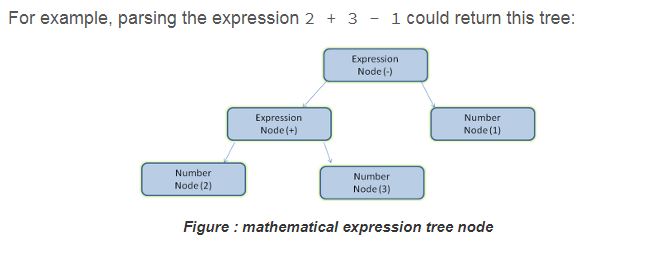 For example, parsing the expression 2 + 3 - 1 could return this tree:
Expression
Node (-)
Expression
Node (+)
Number
Node (1)
Number
Node (2)
Number
Node (3)
Figure : mathematical expression tree node